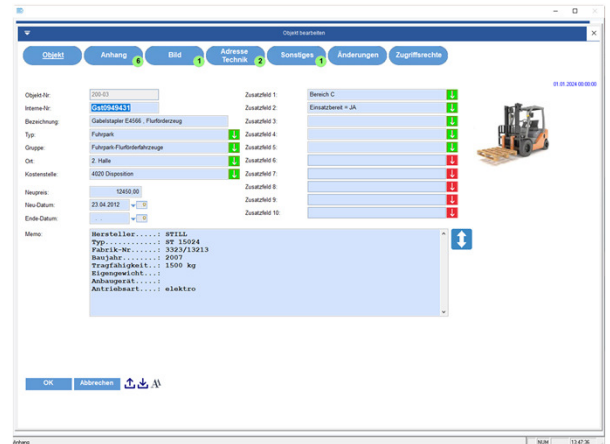 Objekt bearbeiten
Objekt
Anhang 6
Bild 1
Adresse Technik 2
Sonstiges 1
Änderungen
Zugriffsrechte
01.01.2024 00:00:00
Objekt-Nr: 200-03
Interne-Nr: Gst0949431
Bezeichnung: Gabelstapler E4566 , Flurförderzeug
Typ: Fuhrpark
Gruppe: Fuhrpark-Flurförderfahrzeuge
Ort: 2. Halle
Kostenstelle: 4020 Disposition
Neupreis: 12450,00
Neu-Datum: 23.04.2012
Ende-Datum: . .
Zusatzfeld 1: Bereich C
Zusatzfeld 2: Einsatzbereit = JA
Zusatzfeld 3:
Zusatzfeld 4:
Zusatzfeld 5:
Zusatzfeld 6:
Zusatzfeld 7:
Zusatzfeld 8:
Zusatzfeld 9:
Zusatzfeld 10:
Memo:
Hersteller.....: STILL
Typ............: ST 15024
Fabrik-Nr......: 3323/13213
Baujahr........: 2007
Tragfähigkeit..: 1500 kg
Eigengewicht...:
Anbaugerät.....:
Antriebsart....: elektro
OK
Abbrechen
Anhang
NUM
13:47:36